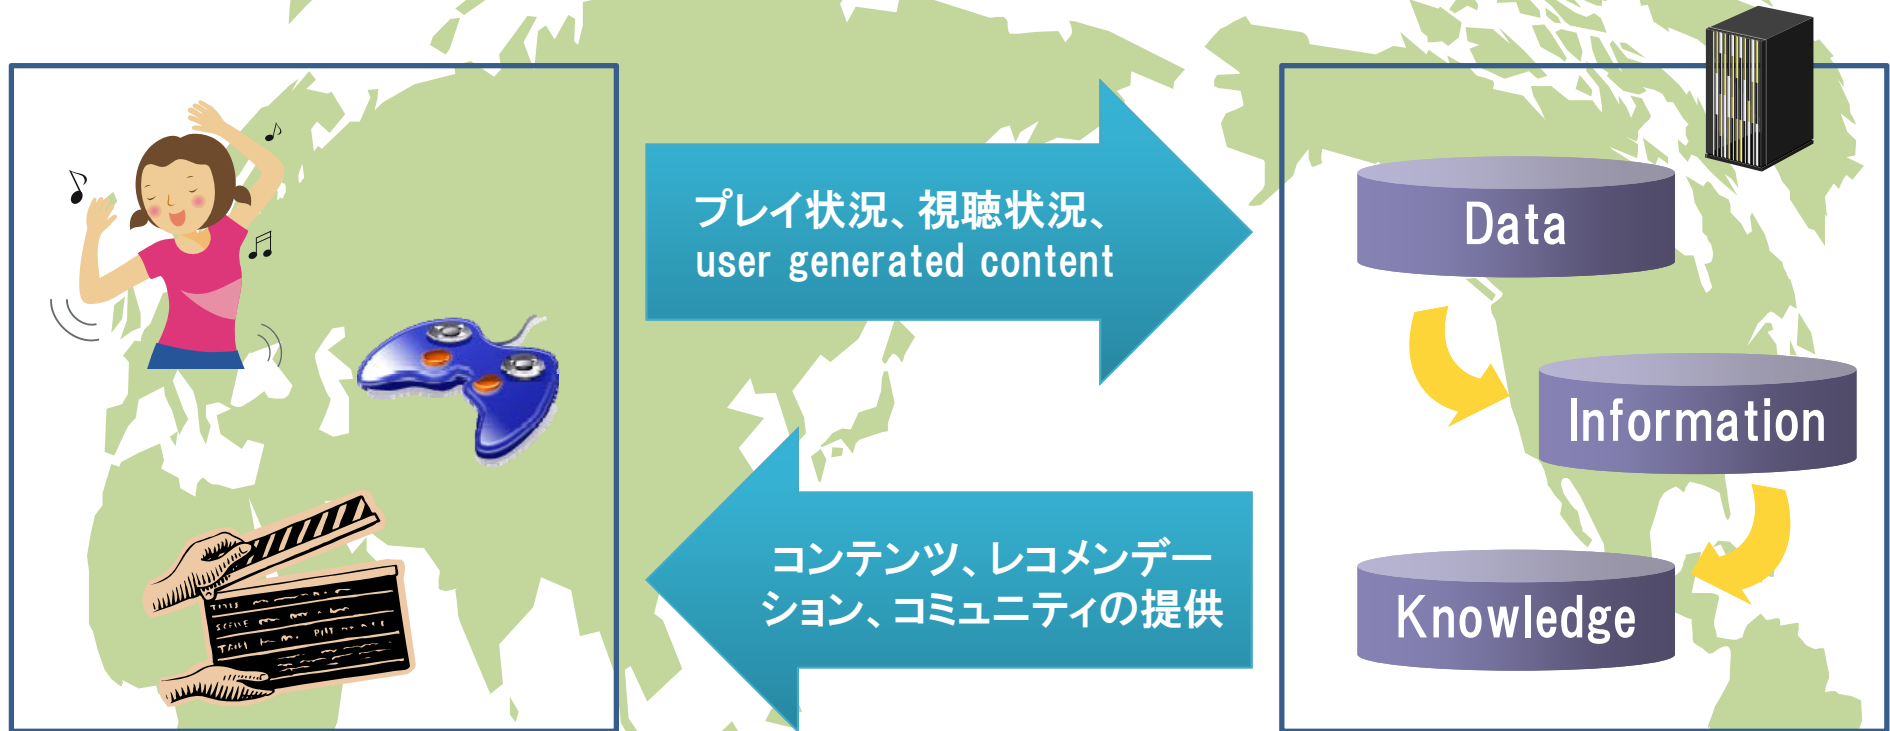 プレイ状況、視聴状況、
user generated content
Data
Information
コンテンツ、レコメンデー
ション、コミュニティの提供
Knowledge